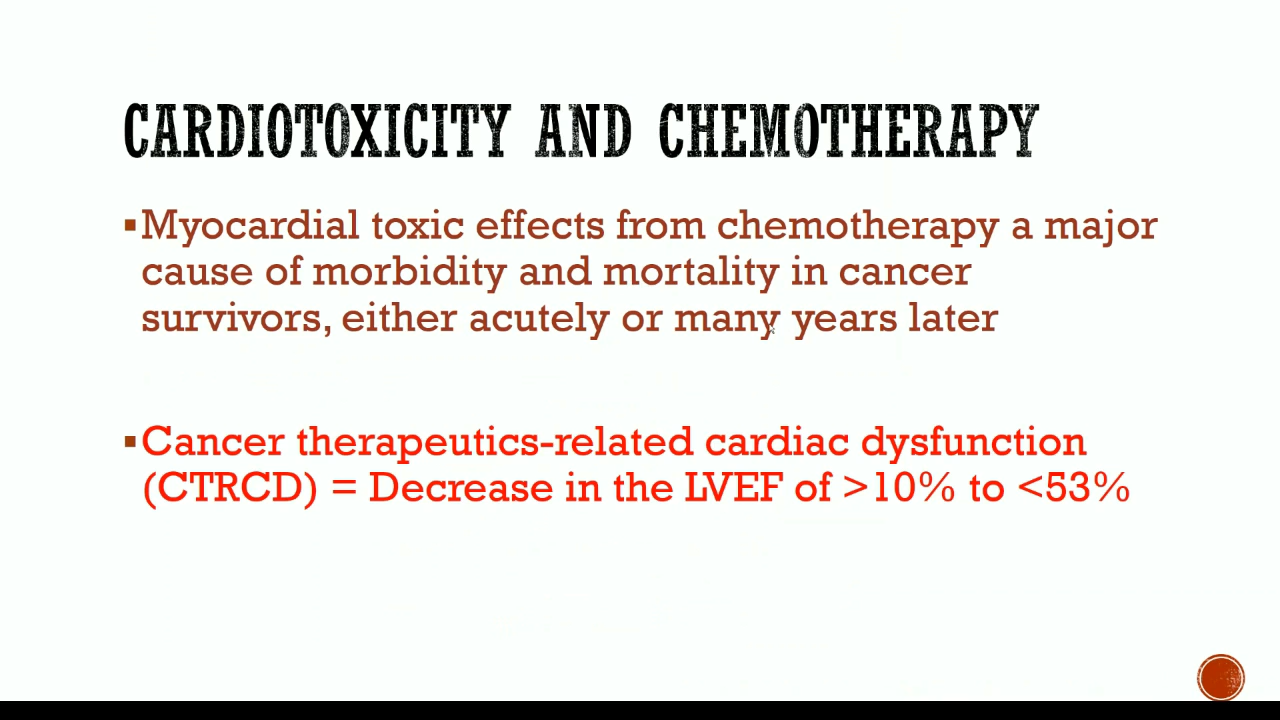 CARDIOTOXICITY AND CHEMOTHERAPY
▪Myocardial toxic effects from chemotherapy a major
cause of morbidity and mortality in cancer
survivors, either acutely or many years later
▪Cancer therapeutics-related cardiac dysfunction
(CTRCD) = Decrease in the LVEF of >10% to <53%